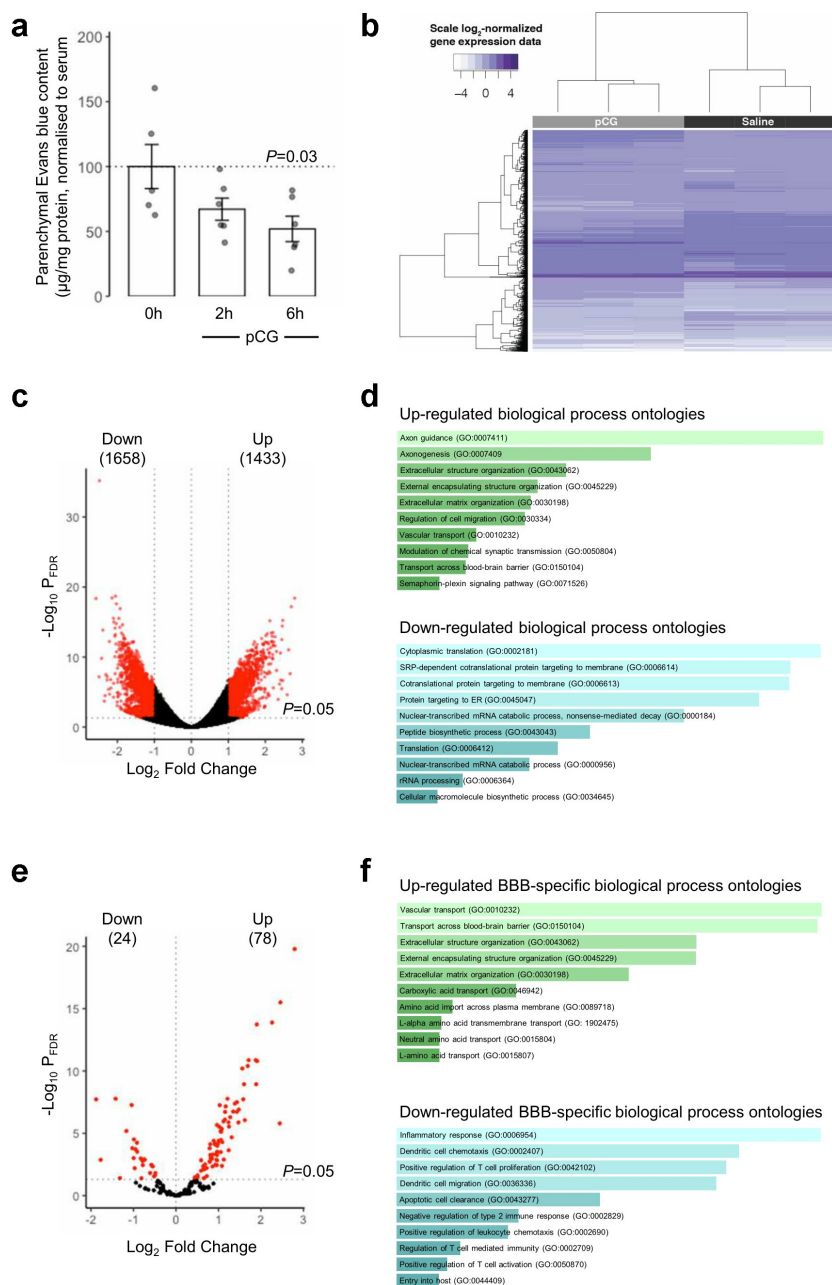 a
Parenchymal Evans blue content
(µg/mg protein, normalised to serum
200
150
100
50
0
P=0.03
0h
2h
6h
pCG
b
Scale log2-normalized
gene expression data
−4
0
4
pCG
Saline
c
Down
(1658)
Up
(1433)
-Log10 PFDR
30
20
10
0
P=0.05
-2
-1
0
1
2
3
Log2 Fold Change
d
Up-regulated biological process ontologies
Axon guidance (GO:0007411)
Axonogenesis (GO:0007409
Extracellular structure organization (GO:0043062)
External encapsulating structure organization (GO:0045229)
Extracellular matrix organization (GO:0030198)
Regulation of cell migration (GO:0030334)
Vascular transport (GO:0010232)
Modulation of chemical synaptic transmission (GO:0050804)
Transport across blood-brain barrier (GO:0150104)
Semaphorin-plexin signaling pathway (GO:0071526)
Down-regulated biological process ontologies
Cytoplasmic translation (GO:0002181)
SRP-dependent cotranslational protein targeting to membrane (GO:0006614)
Cotranslational protein targeting to membrane (GO:0006613)
Protein targeting to ER (GO:0045047)
Nuclear-transcribed mRNA catabolic process, nonsense-mediated decay (GO:0000184)
Peptide biosynthetic process (GO:0043043)
Translation (GO:0006412)
Nuclear-transcribed mRNA catabolic process (GO:0000956)
rRNA processing (GO:0006364)
Cellular macromolecule biosynthetic process (GO:0034645)
e
Down
(24)
Up
(78)
-Log10 PFDR
20
15
10
5
0
P=0.05
-2
-1
0
1
2
3
Log2 Fold Change
f
Up-regulated BBB-specific biological process ontologies
Vascular transport (GO:0010232)
Transport across blood-brain barrier (GO:0150104)
Extracellular structure organization (GO:0043062)
External encapsulating structure organization (GO:0045229)
Extracellular matrix organization (GO:0030198)
Carboxylic acid transport (GO:0046942)
Amino acid import across plasma membrane (GO:0089718)
L-alpha amino acid transmembrane transport (GO: 1902475)
Neutral amino acid transport (GO:0015804)
L-amino acid transport (GO:0015807)
Down-regulated BBB-specific biological process ontologies
Inflammatory response (GO:0006954)
Dendritic cell chemotaxis (GO:0002407)
Positive regulation of T cell proliferation (GO:0042102)
Dendritic cell migration (GO:0036336)
Apoptotic cell clearance (GO:0043277)
Negative regulation of type 2 immune response (GO:0002829)
Positive regulation of leukocyte chemotaxis (GO:0002690)
Regulation of T cell mediated immunity (GO:0002709)
Positive regulation of T cell activation (GO:0050870)
Entry into host (GO:0044409)